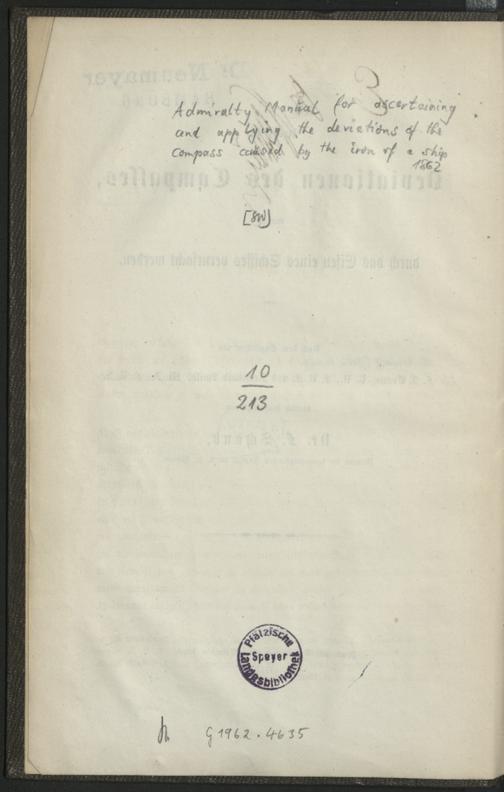 Admiralty Manual for ascertaining
and applying the deviations of the
Compass caused by the iron of a ship
1862
[SW]
10
213
Pfälzische
Speyer
Landesbibliothek
G 1962.4635